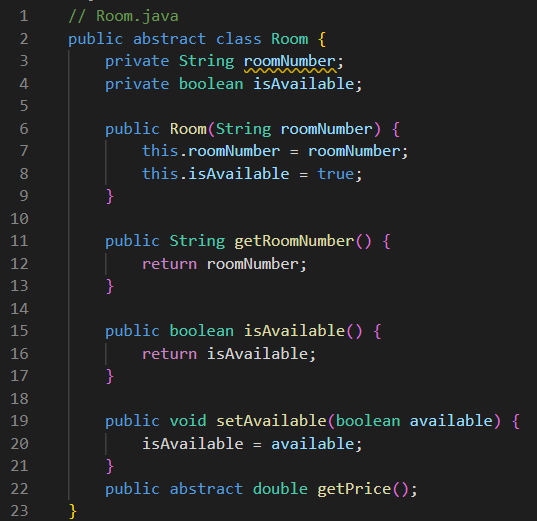 1 // Room.java
2 public abstract class Room {
3     private String roomNumber;
4     private boolean isAvailable;
5
6     public Room(String roomNumber) {
7         this.roomNumber = roomNumber;
8         this.isAvailable = true;
9     }
10
11     public String getRoomNumber() {
12         return roomNumber;
13     }
14
15     public boolean isAvailable() {
16         return isAvailable;
17     }
18
19     public void setAvailable(boolean available) {
20         isAvailable = available;
21     }
22     public abstract double getPrice();
23 }